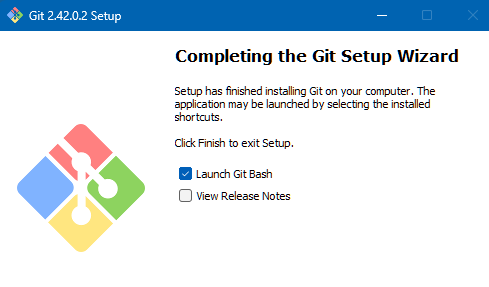 Git 2.42.0.2 Setup
Completing the Git Setup Wizard
Setup has finished installing Git on your computer. The
application may be launched by selecting the installed
shortcuts.
Click Finish to exit Setup.
Launch Git Bash
View Release Notes